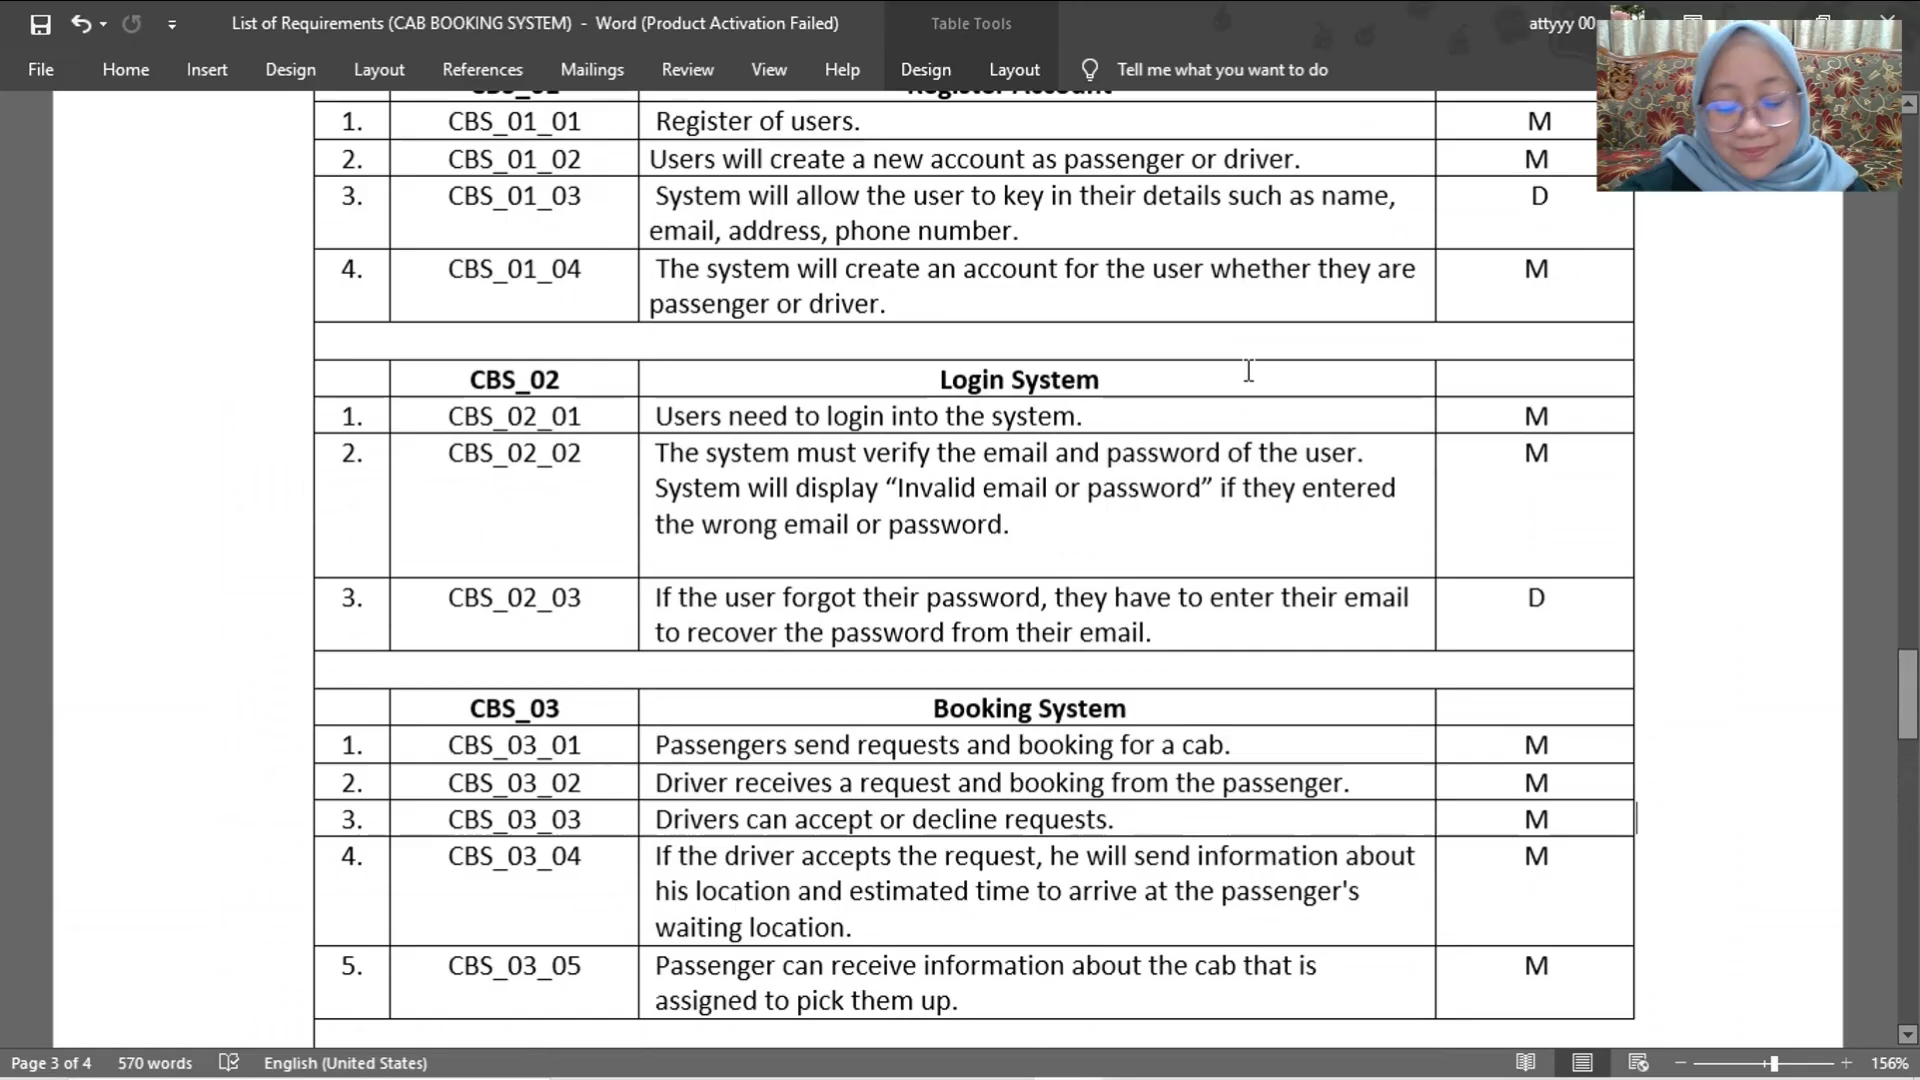 List of Requirements (CAB BOOKING SYSTEM) - Word (Product Activation Failed)
Table Tools
attyyy 00
File Home Insert Design Layout References Mailings Review View Help Design Layout Tell me what you want to do
Register Account
1. CBS_01_01 Register of users. M
2. CBS_01_02 Users will create a new account as passenger or driver. M
3. CBS_01_03 System will allow the user to key in their details such as name, D
email, address, phone number.
4. CBS_01_04 The system will create an account for the user whether they are M
passenger or driver.
CBS_02 Login System
1. CBS_02_01 Users need to login into the system. M
2. CBS_02_02 The system must verify the email and password of the user. M
System will display “Invalid email or password” if they entered
the wrong email or password.
3. CBS_02_03 If the user forgot their password, they have to enter their email D
to recover the password from their email.
CBS_03 Booking System
1. CBS_03_01 Passengers send requests and booking for a cab. M
2. CBS_03_02 Driver receives a request and booking from the passenger. M
3. CBS_03_03 Drivers can accept or decline requests. M
4. CBS_03_04 If the driver accepts the request, he will send information about M
his location and estimated time to arrive at the passenger's
waiting location.
5. CBS_03_05 Passenger can receive information about the cab that is M
assigned to pick them up.
Page 3 of 4 570 words English (United States) 156%